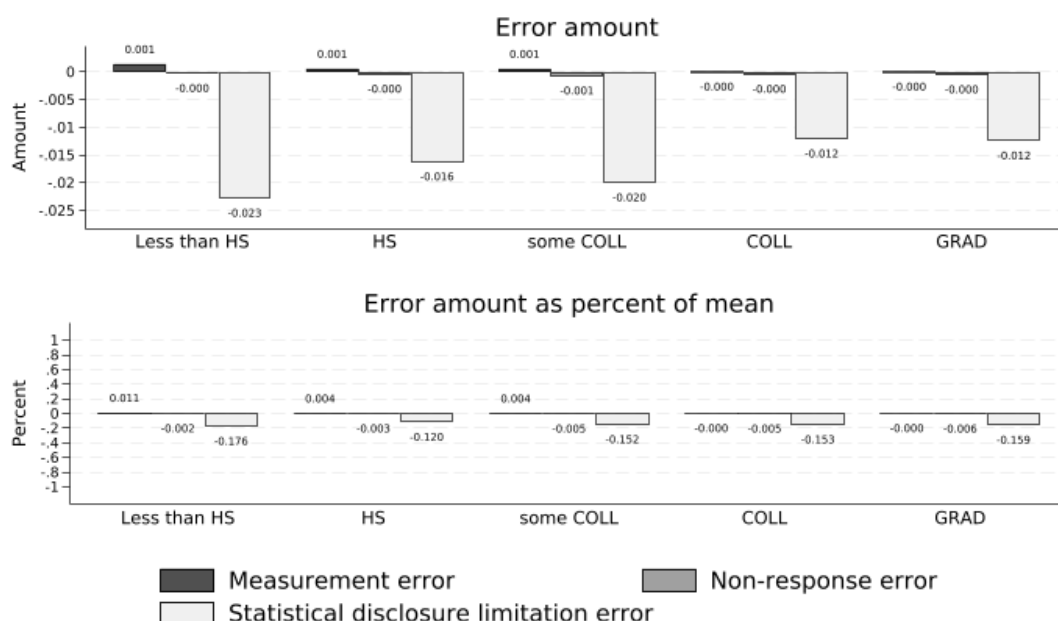 Error amount
0.001 0.001 0.001
0 -0.000 -0.000 -0.001 -0.000 -0.000 -0.000 -0.000
-.005
-.01
-.015 -0.012 -0.012
-.02 -0.016
-.025 -0.023 -0.020
Amount
Less than HS HS some COLL COLL GRAD
Error amount as percent of mean
1
.8
.6
.4
.2 0.011 0.004 0.004
0
-.2 -0.002 -0.003 -0.005 -0.000 -0.005 -0.000 -0.006
-.4 -0.176 -0.120 -0.152 -0.153 -0.159
-.6
-.8
-1
Percent
Less than HS HS some COLL COLL GRAD
Measurement error Non-response error
Statistical disclosure limitation error